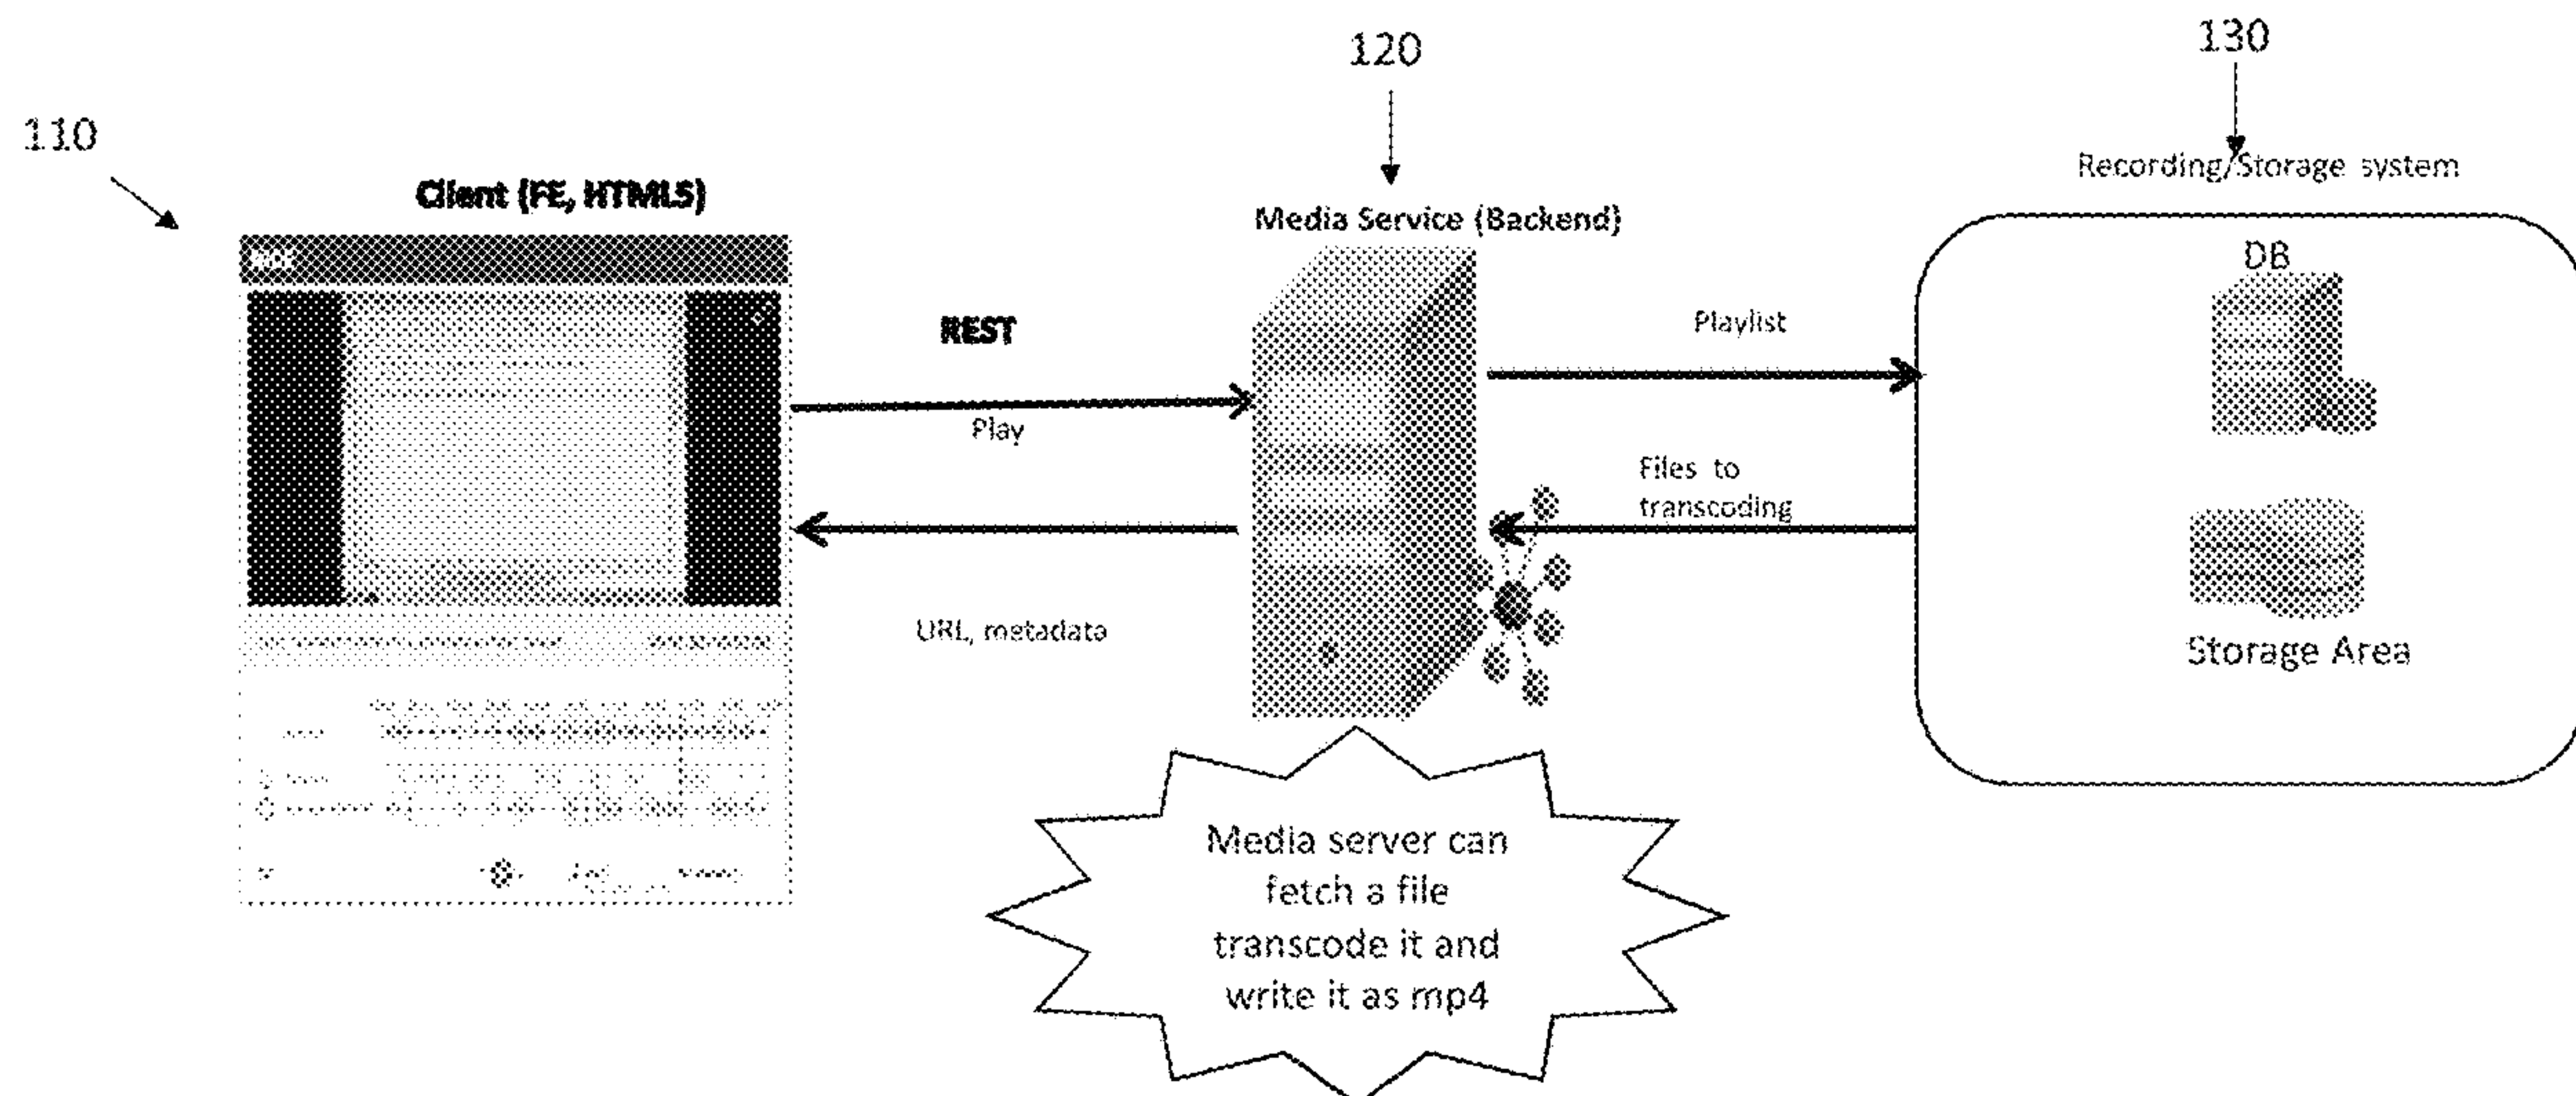 110
120
130
Client (FE, HTML5)
NICE
Media Service (Backend)
Recording/Storage system
DB
REST
Play
URL, metadata
Playlist
Files to
transcoding
Storage Area
Media server can
fetch a file
transcode it and
write it as mp4